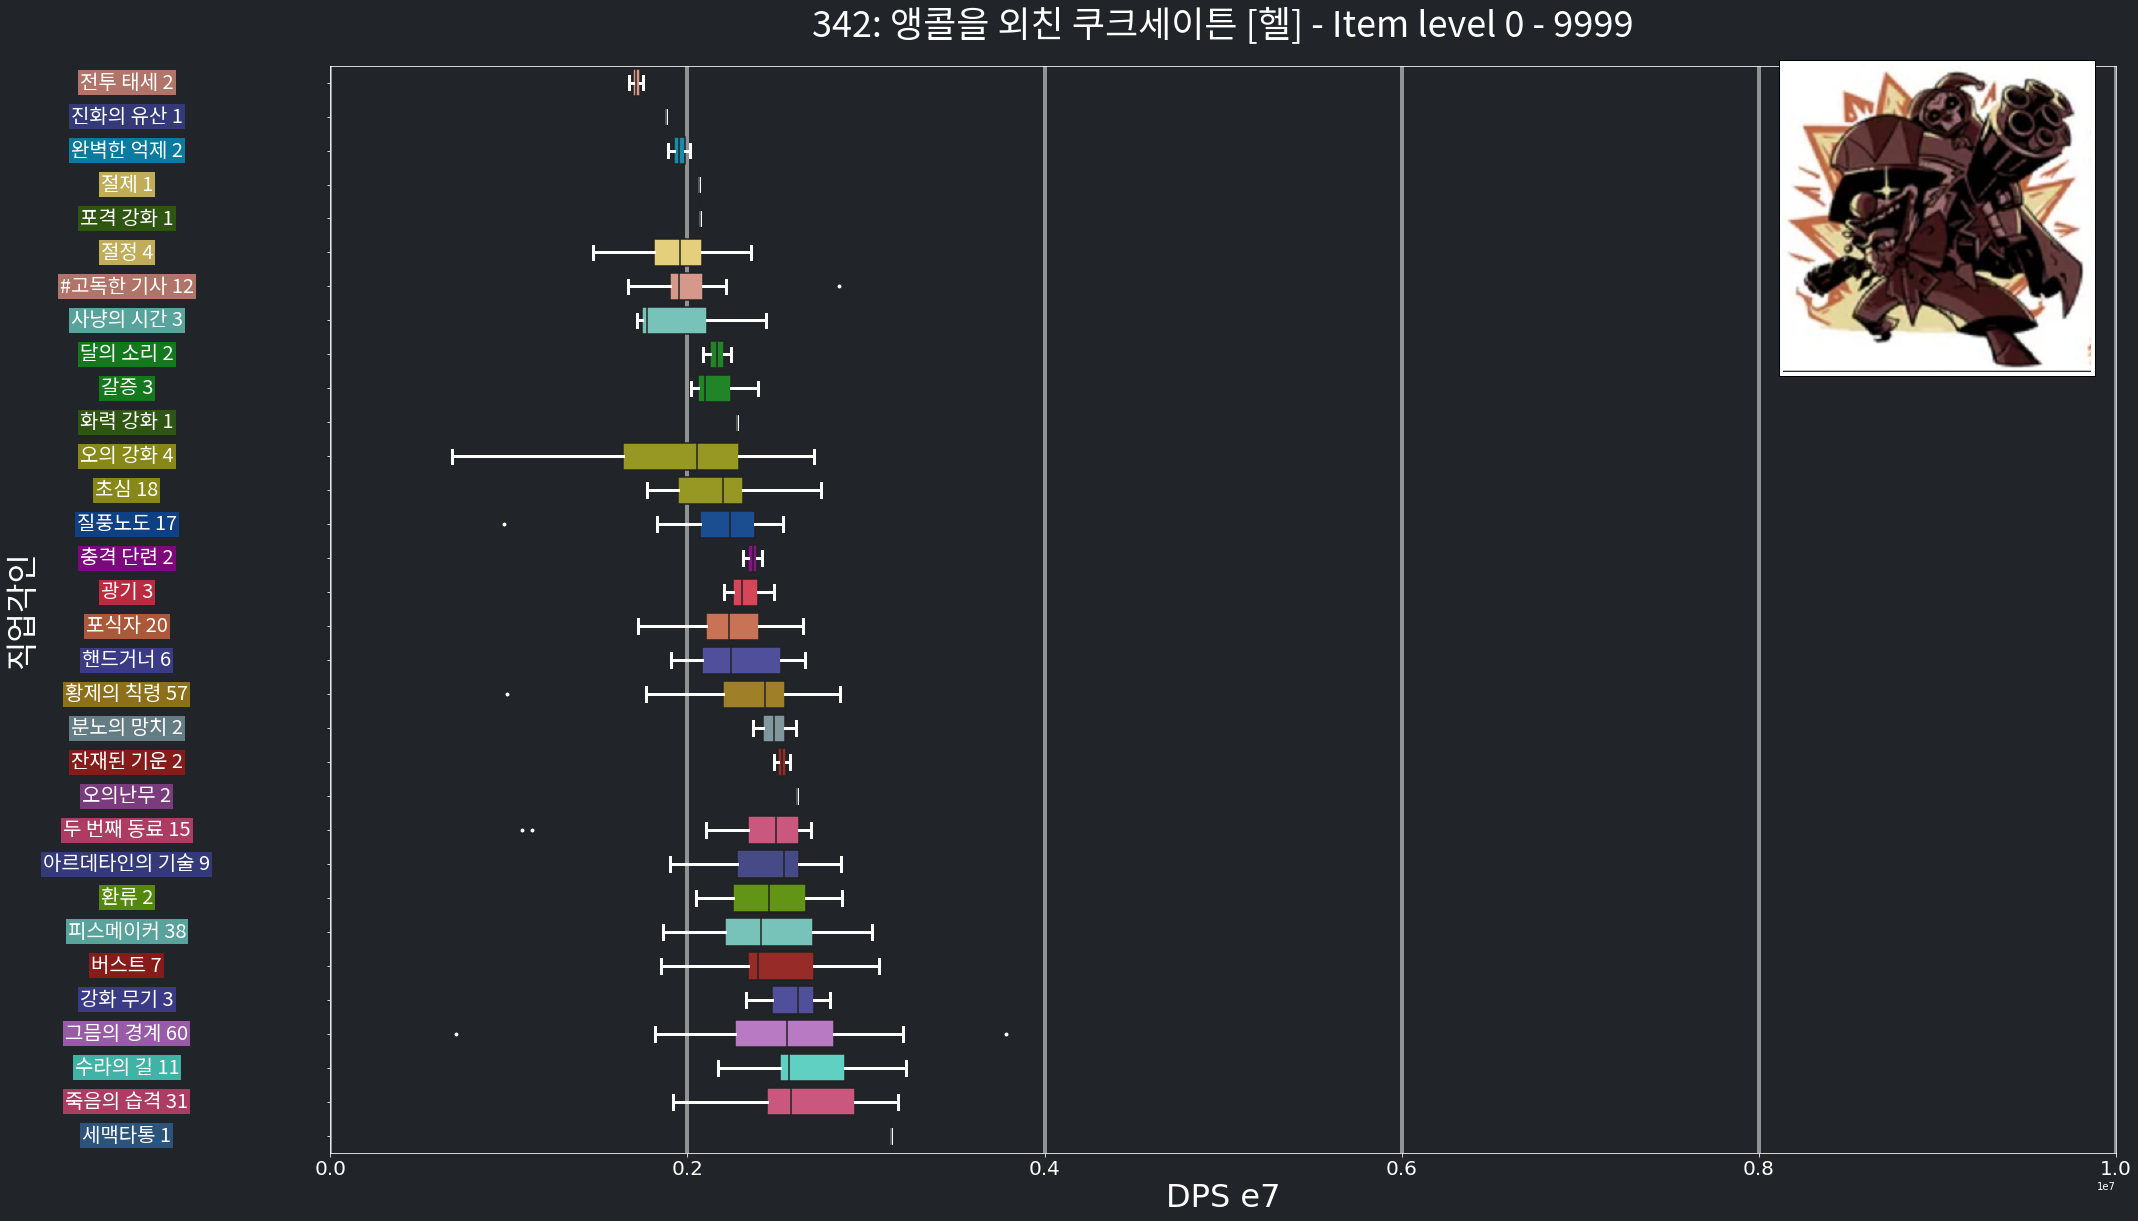 342: 앵콜을 외친 쿠크세이튼 [헬] - Item level 0 - 9999
직업각인
전투 태세 2
진화의 유산 1
완벽한 억제 2
절제 1
포격 강화 1
절정 4
#고독한 기사 12
사냥의 시간 3
달의 소리 2
갈증 3
화력 강화 1
오의 강화 4
초심 18
질풍노도 17
충격 단련 2
광기 3
포식자 20
핸드거너 6
황제의 칙령 57
분노의 망치 2
잔재된 기운 2
오의난무 2
두 번째 동료 15
아르데타인의 기술 9
환류 2
피스메이커 38
버스트 7
강화 무기 3
그믐의 경계 60
수라의 길 11
죽음의 습격 31
세맥타통 1
0.0 0.2 0.4 0.6 0.8 1.0
1e7
DPS e7